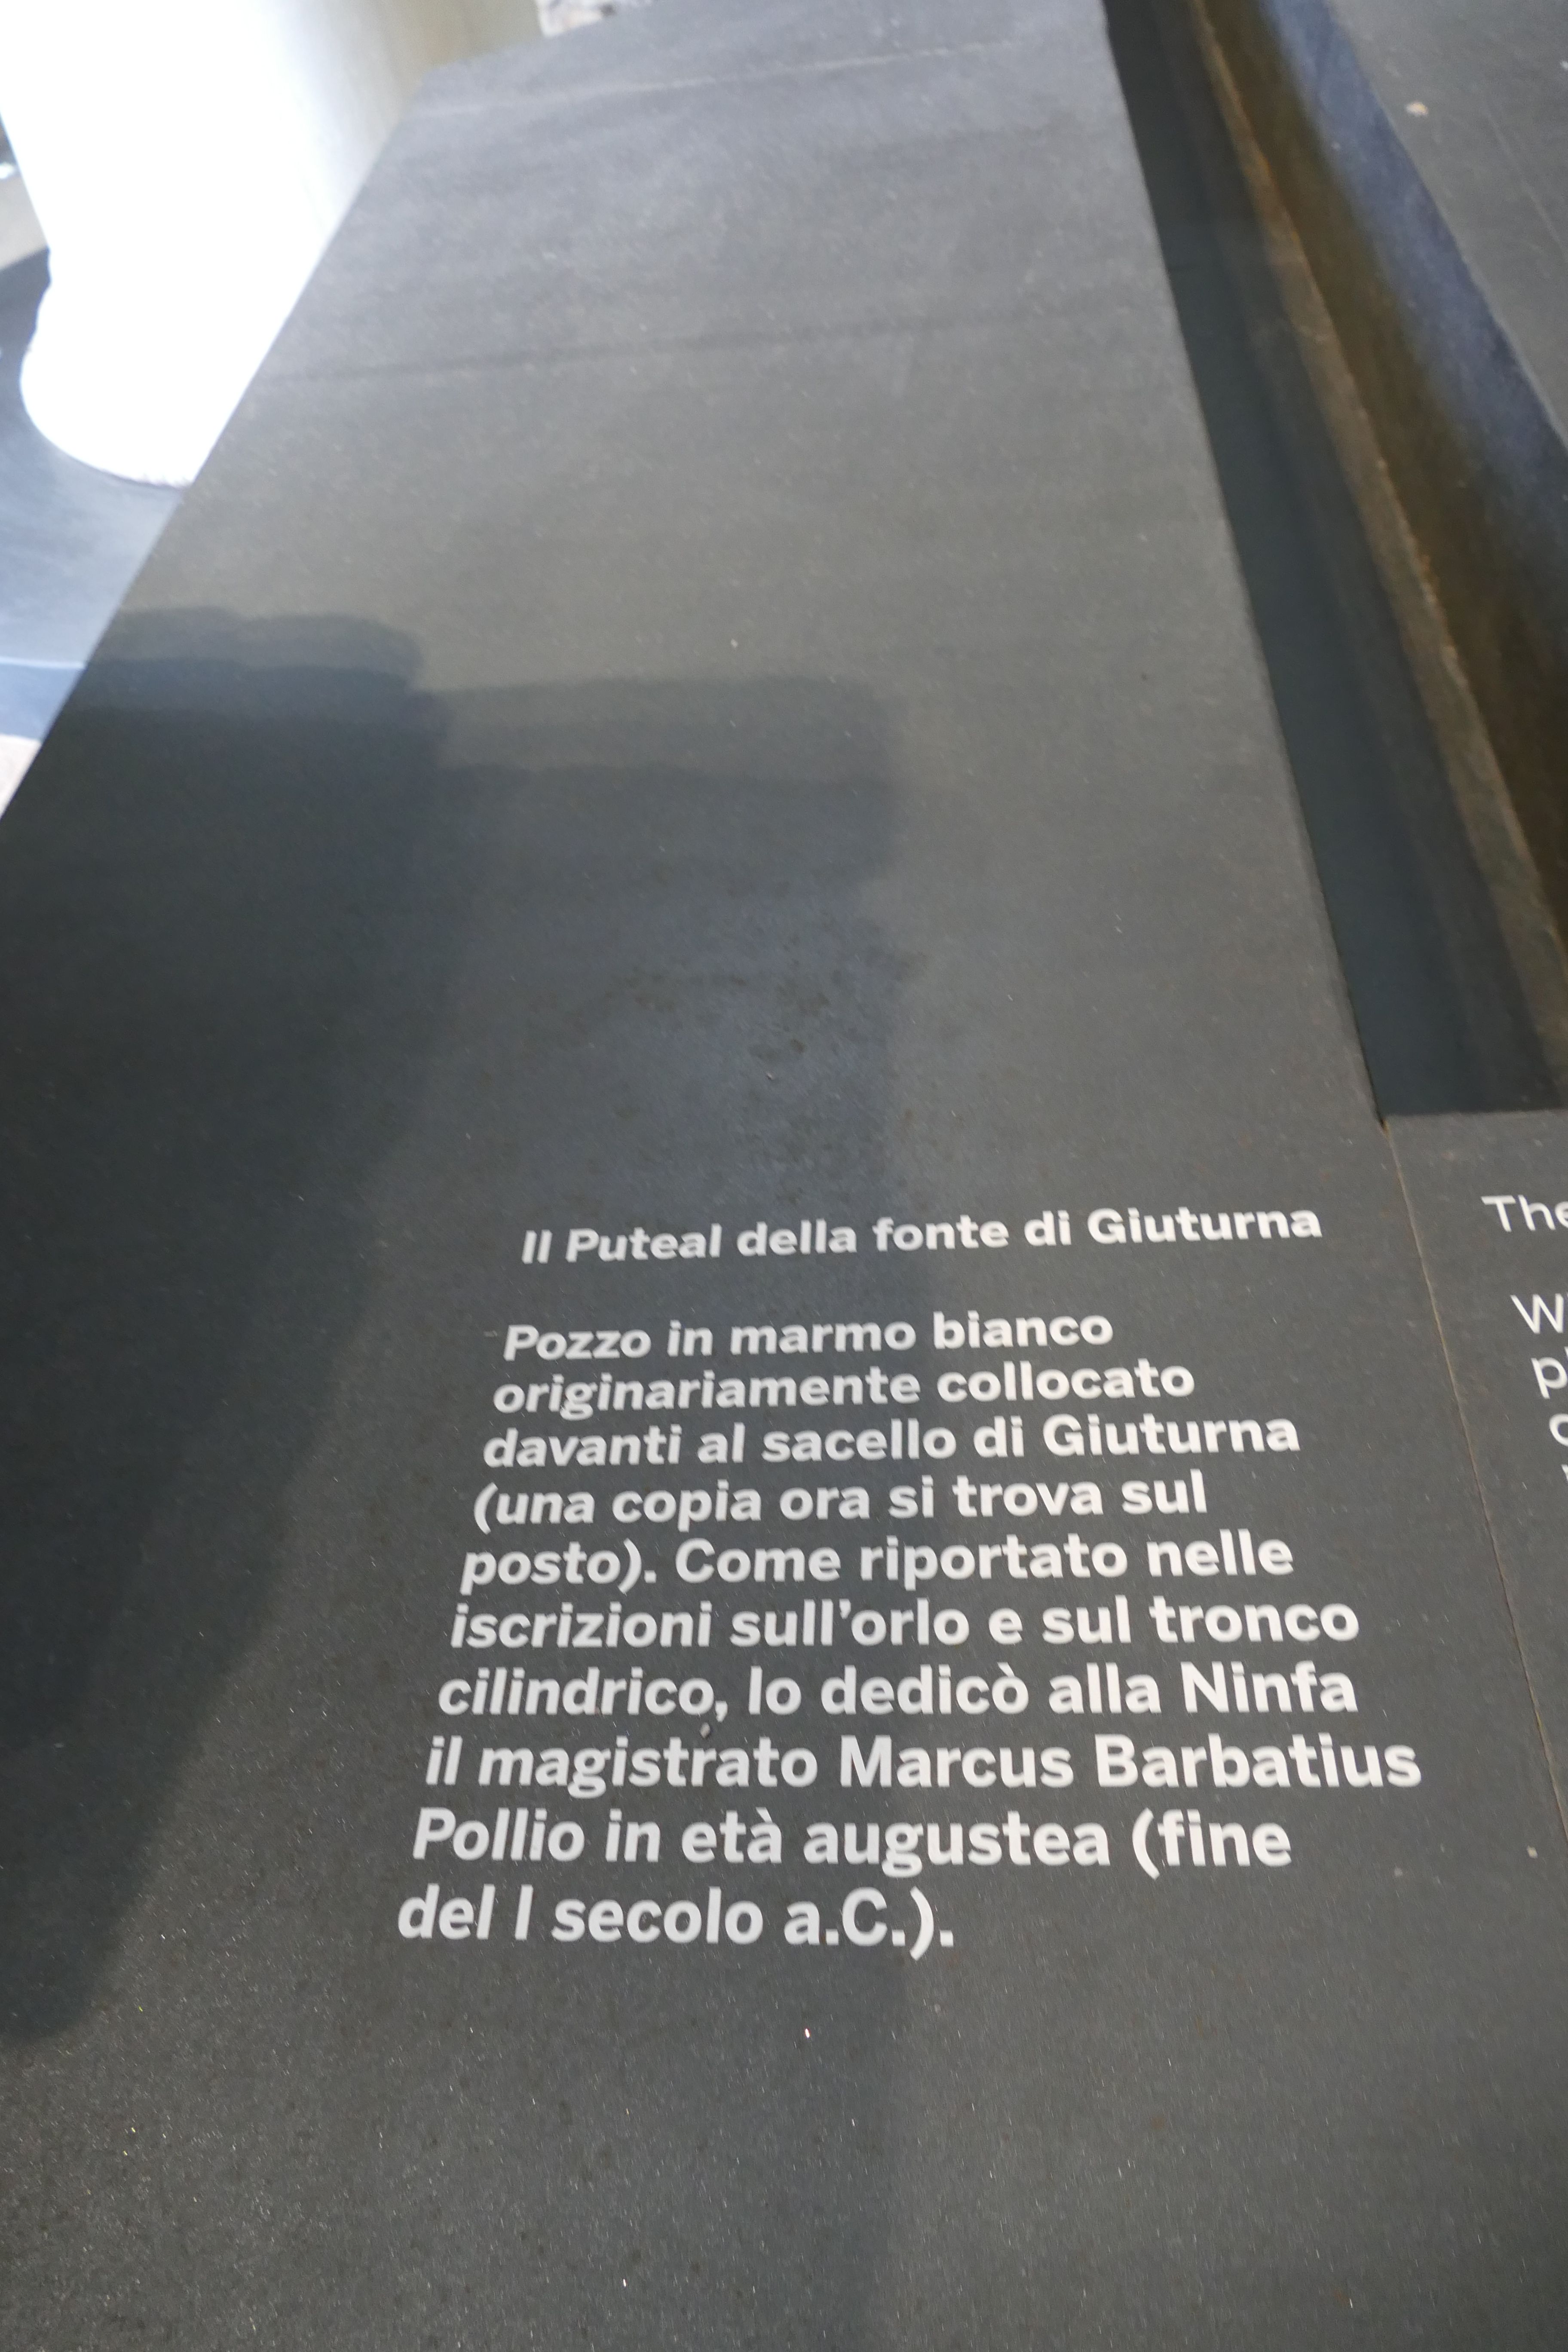 Il Puteal della fonte di Giuturna
Pozzo in marmo bianco
originariamente collocato
davanti al sacello di Giuturna
(una copia ora si trova sul
posto). Come riportato nelle
iscrizioni sull'orlo e sul tronco
cilindrico, lo dedicò alla Ninfa
il magistrato Marcus Barbatius
Pollio in età augustea (fine
del I secolo a.C.).
The